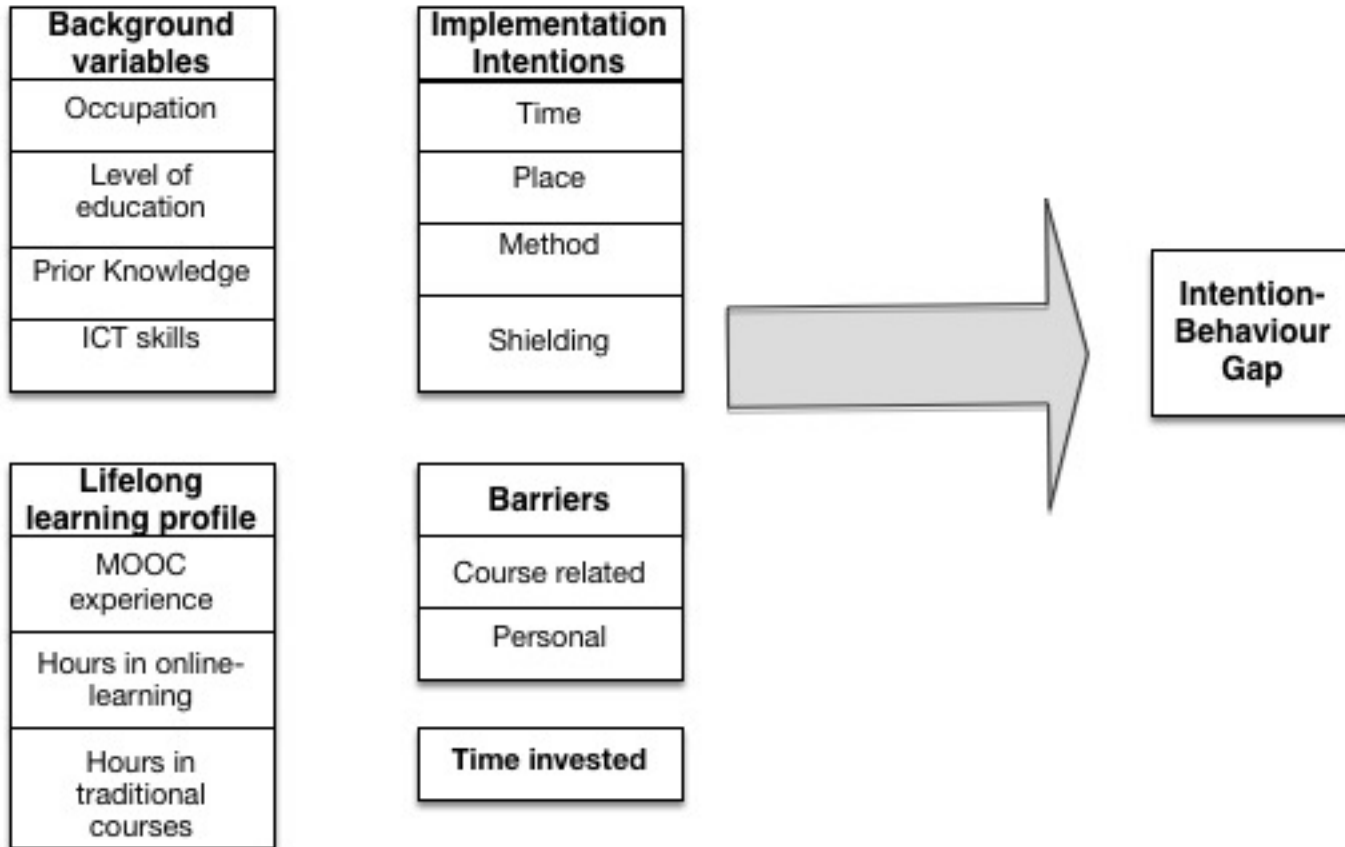 Background
variables
Occupation
Level of
education
Prior Knowledge
ICT skills
Lifelong
learning profile
MOOC
experience
Hours in online-
learning
Hours in
traditional
courses
Implementation
Intentions
Time
Place
Method
Shielding
Barriers
Course related
Personal
Time invested
Intention-
Behaviour
Gap